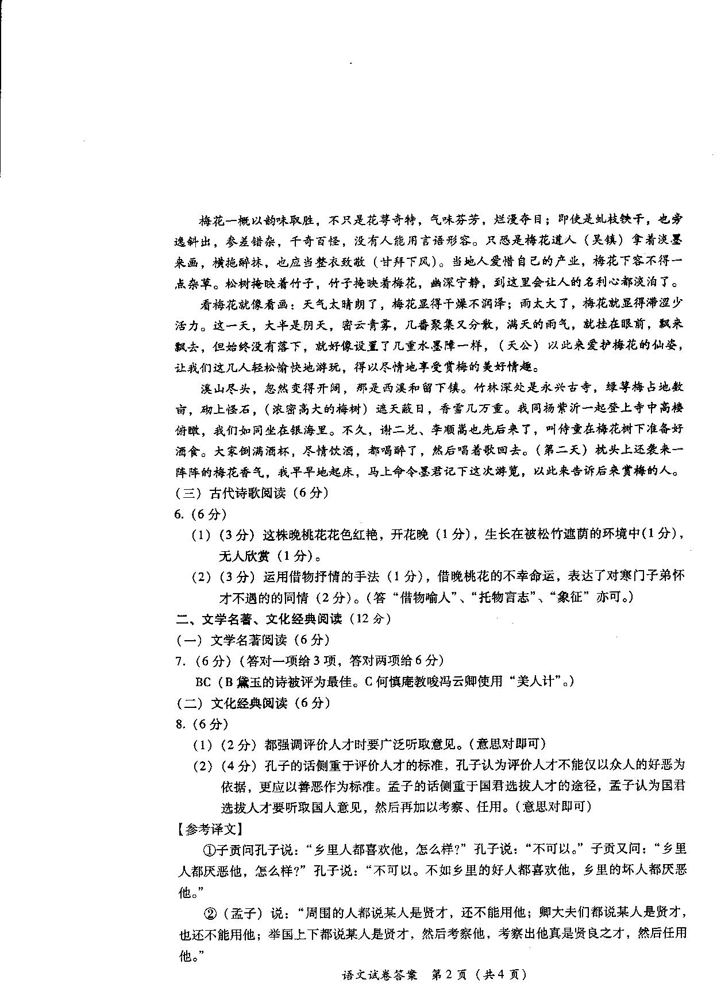 梅花一概以韵味取胜，不只是花萼奇特，气味芬芳，烂漫夺目；即使是虬枝铁干，也旁
逸斜出，参差错杂，千奇百怪，没有人能用言语形容。只恐是梅花道人（吴镇）拿着淡墨
来画，横拖醉抹，也应当整衣致敬（甘拜下风）。当地人爱惜自己的产业，梅花下容不得一
点杂草。松树掩映着竹子，竹子掩映着梅花，幽深宁静，到这里会让人的名利心都淡泊了。
看梅花就像看画：天气太晴朗了，梅花显得干燥不润泽；雨太大了，梅花就显得滞涩少
活力。这一天，大半是阴天，密云青雾，几番聚集又分散，满天的雨气，就挂在眼前，飘来
飘去，但始终没有落下，就好像设置了几重水墨障一样，（天公）以此来爱护梅花的仙姿，
让我们这几人轻松愉快地游玩，得以尽情地享受赏梅的美好情趣。
溪山尽头，忽然变得开阔，那是西溪和留下镇。竹林深处是永兴古寺，绿萼梅占地数
亩，砌上怪石，（浓密高大的梅树）遮天蔽日，香雪几万重。我同杨紫沂一起登上寺中高楼
俯瞰，我们如同坐在银海里。不久，谢二兑、李顺嵩也先后来了，叫侍童在梅花树下准备好
酒食。大家倒满酒杯，尽情饮酒，都喝醉了，然后唱着歌回去。（第二天）枕头上还袭来一
阵阵的梅花香气，我早早地起床，马上命令墨君记下这次游览，以此来告诉后来赏梅的人。
（三）古代诗歌阅读（6分）
6.（6分）
（1）（3分）这株晚桃花花色红艳，开花晚（1分），生长在被松竹遮荫的环境中(1分)，
无人欣赏（1分）。
（2）（3分）运用借物抒情的手法（1分），借晚桃花的不幸命运，表达了对寒门子弟怀
才不遇的的同情（2分）。（答“借物喻人”、“托物言志”、“象征”亦可。）
二、文学名著、文化经典阅读（12分）
（一）文学名著阅读（6分）
7.（6分）（答对一项给3项，答对两项给6分）
BC（B 黛玉的诗被评为最佳。C 何慎庵教唆冯云卿使用“美人计”。）
（二）文化经典阅读（6分）
8.（6分）
（1）（2分）都强调评价人才时要广泛听取意见。（意思对即可）
（2）（4分）孔子的话侧重于评价人才的标准，孔子认为评价人才不能仅以众人的好恶为
依据，更应以善恶作为标准。孟子的话侧重于国君选拔人才的途径，孟子认为国君
选拔人才要听取国人意见，然后再加以考察、任用。（意思对即可）
【参考译文】
①子贡问孔子说：“乡里人都喜欢他，怎么样?”孔子说：“不可以。”子贡又问：“乡里
人都厌恶他，怎么样?”孔子说：“不可以。不如乡里的好人都喜欢他，乡里的坏人都厌恶
他。”
②（孟子）说：“周围的人都说某人是贤才，还不能用他；卿大夫们都说某人是贤才，
也还不能用他；举国上下都说某人是贤才，然后考察他，考察出他真是贤良之才，然后任用
他。”
语文试卷答案 第2页（共4页）